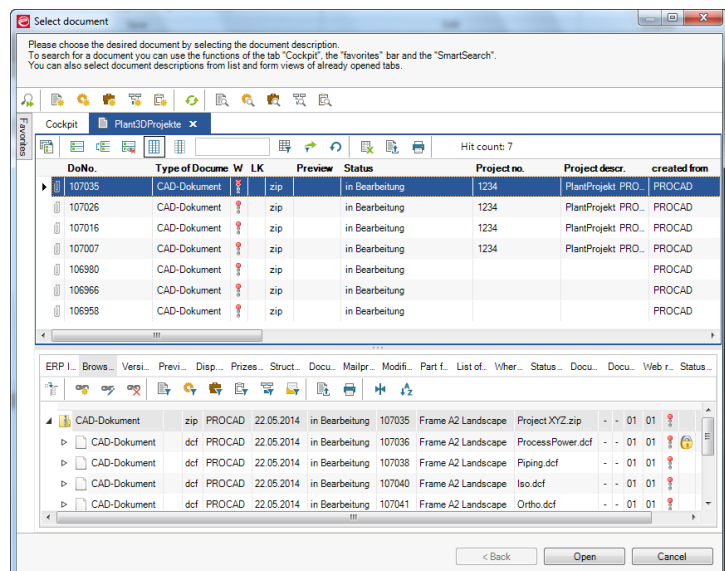 Select document
Please choose the desired document by selecting the document description.
To search for a document you can use the functions of the tab "Cockpit", the "favorites" bar and the "SmartSearch".
You can also select document descriptions from list and form views of already opened tabs.
Favorites
Cockpit Plant3DProjekte
Hit count: 7
DoNo. Type of Docume W LK Preview Status Project no. Project descr. created from
107035 CAD-Dokument zip in Bearbeitung 1234 PlantProjekt PRO... PROCAD
107026 CAD-Dokument zip in Bearbeitung 1234 PlantProjekt PRO... PROCAD
107016 CAD-Dokument zip in Bearbeitung 1234 PlantProjekt PRO... PROCAD
107007 CAD-Dokument zip in Bearbeitung 1234 PlantProjekt PRO... PROCAD
106980 CAD-Dokument zip in Bearbeitung PROCAD
106966 CAD-Dokument zip in Bearbeitung PROCAD
106958 CAD-Dokument zip in Bearbeitung PROCAD
ERP I... Brows... Versi... Previ... Disp... Prizes... Struct... Docu... Mailpr... Modifi... Part f... List of... Wher... Status... Docu... Docu... Web r... Status...
CAD-Dokument zip PROCAD 22.05.2014 in Bearbeitung 107035 Frame A2 Landscape Project XYZ.zip - - 01 01
CAD-Dokument dcf PROCAD 22.05.2014 in Bearbeitung 107036 Frame A2 Landscape ProcessPower.dcf - - 01 01
CAD-Dokument dcf PROCAD 22.05.2014 in Bearbeitung 107038 Frame A2 Landscape Piping.dcf - - 01 01
CAD-Dokument dcf PROCAD 22.05.2014 in Bearbeitung 107040 Frame A2 Landscape Iso.dcf - - 01 01
CAD-Dokument dcf PROCAD 22.05.2014 in Bearbeitung 107041 Frame A2 Landscape Ortho.dcf - - 01 01
< Back Open Cancel